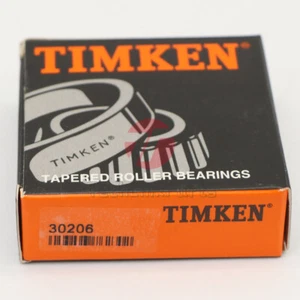 TIMKEN®
TIMKEN®
TAPERED ROLLER BEARINGS
30206
TIMKEN®